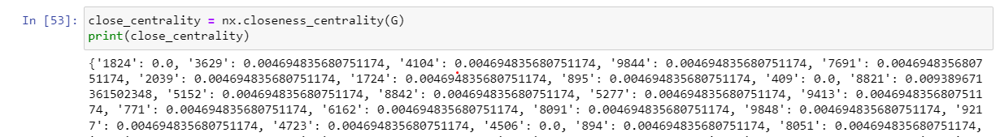 In [53]: close_centrality = nx.closeness_centrality(G)
print(close_centrality)
{'1824': 0.0, '3629': 0.004694835680751174, '4104': 0.004694835680751174, '9844': 0.004694835680751174, '7691': 0.0046948356807
51174, '2039': 0.004694835680751174, '1724': 0.004694835680751174, '895': 0.004694835680751174, '409': 0.0, '8821': 0.009389671
361502348, '5152': 0.004694835680751174, '8842': 0.004694835680751174, '5277': 0.004694835680751174, '9413': 0.0046948356807511
74, '771': 0.004694835680751174, '6162': 0.004694835680751174, '8091': 0.004694835680751174, '9848': 0.004694835680751174, '921
7': 0.004694835680751174, '4723': 0.004694835680751174, '4506': 0.0, '894': 0.004694835680751174, '8051': 0.004694835680751174,